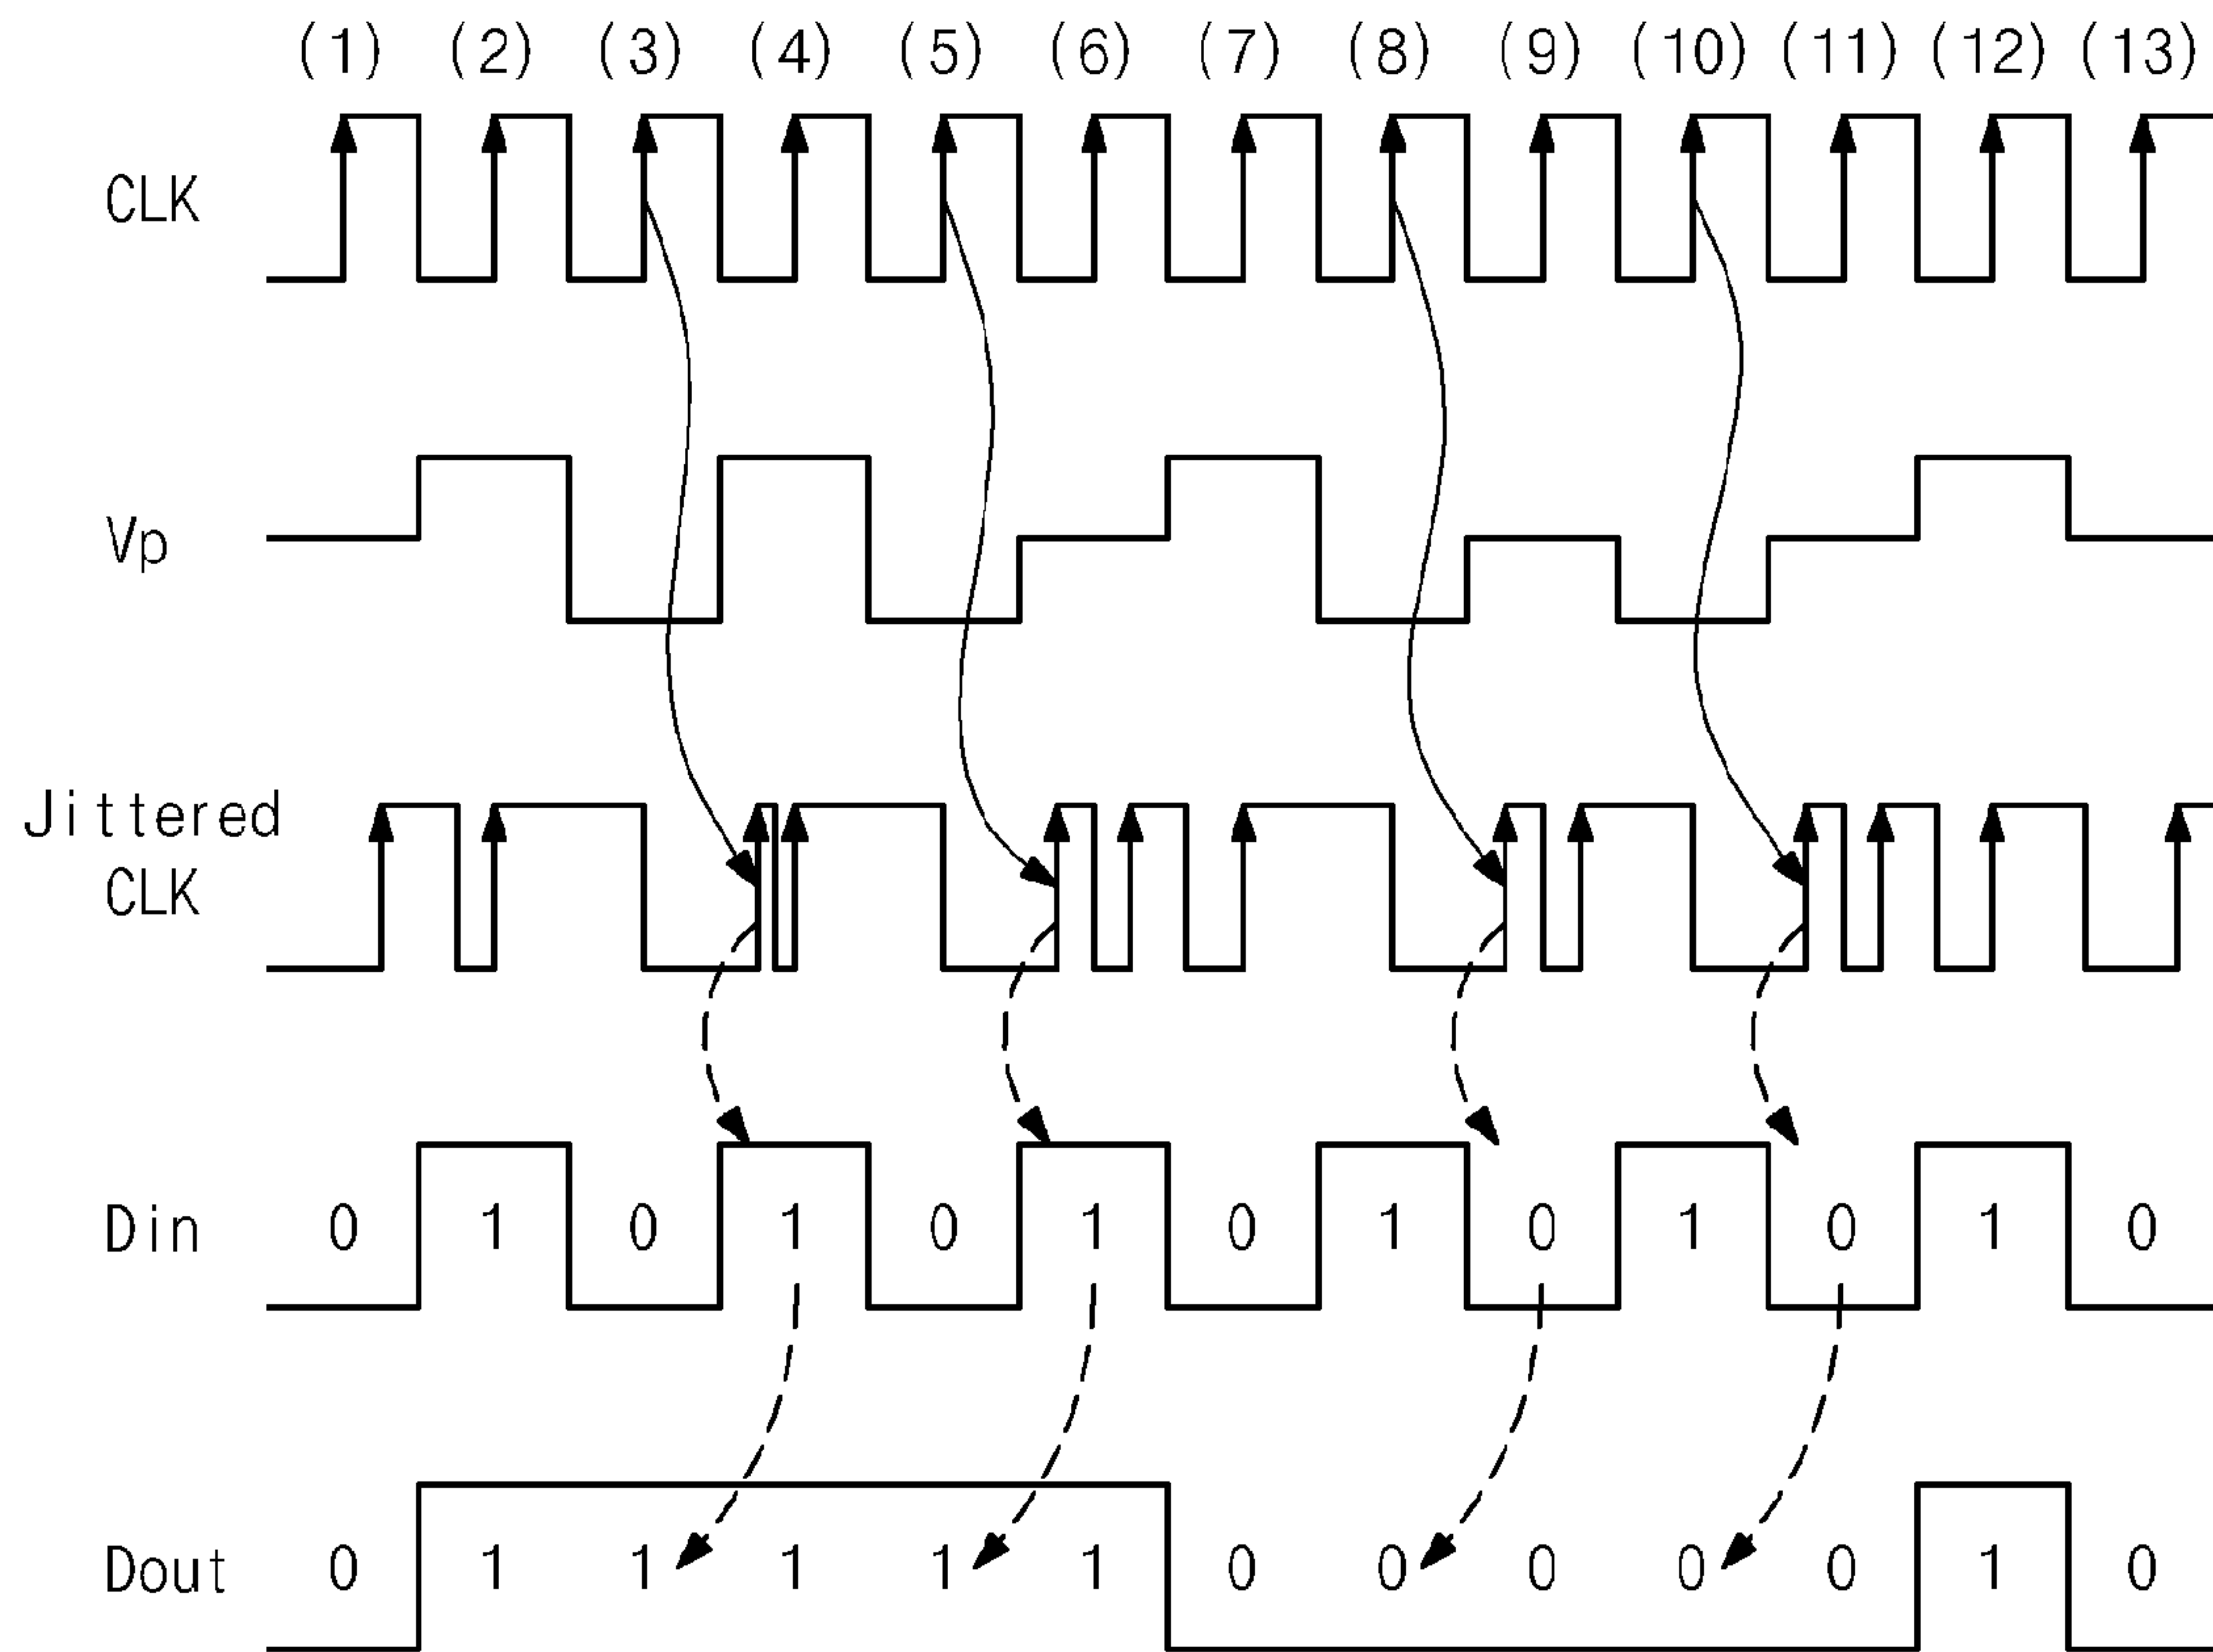 (1) (2) (3) (4) (5) (6) (7) (8) (9) (10) (11) (12) (13)
CLK
Vp
Jittered
CLK
Din 0 1 0 1 0 1 0 1 0 1 0 1 0
Dout 0 1 1 1 1 1 0 0 0 0 0 1 0